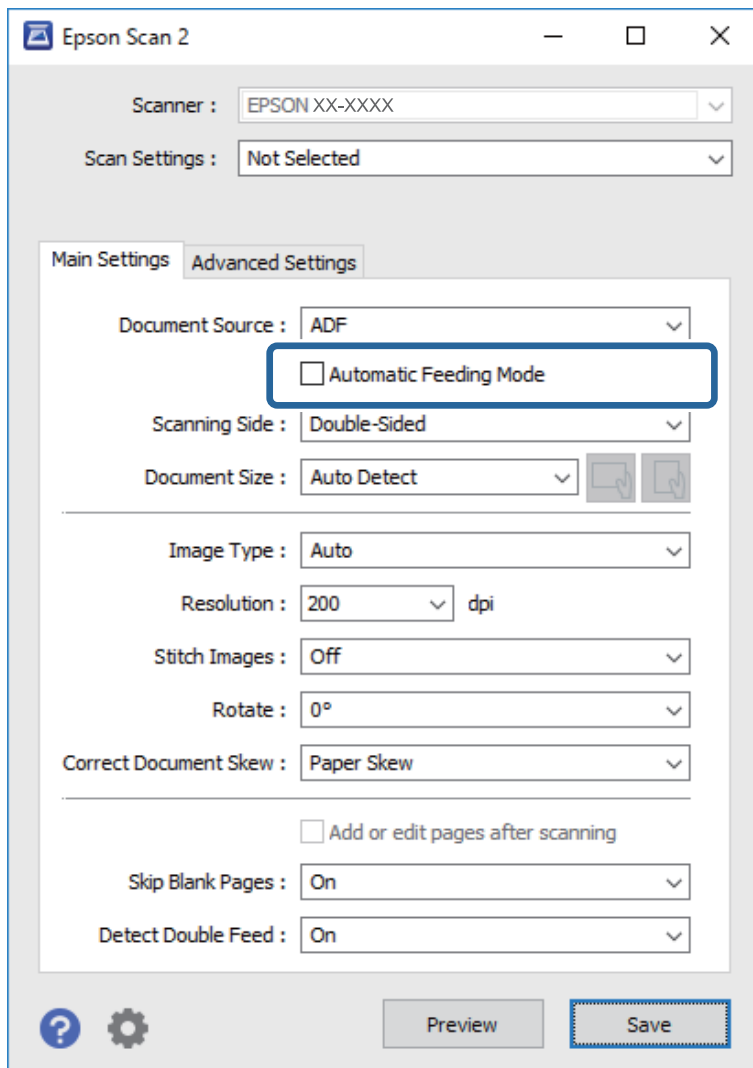 Epson Scan 2
Scanner : EPSON XX-XXXX
Scan Settings : Not Selected
Main Settings Advanced Settings
Document Source : ADF
Automatic Feeding Mode
Scanning Side : Double-Sided
Document Size : Auto Detect
Image Type : Auto
Resolution : 200 dpi
Stitch Images : Off
Rotate : 0°
Correct Document Skew : Paper Skew
Add or edit pages after scanning
Skip Blank Pages : On
Detect Double Feed : On
? Preview Save